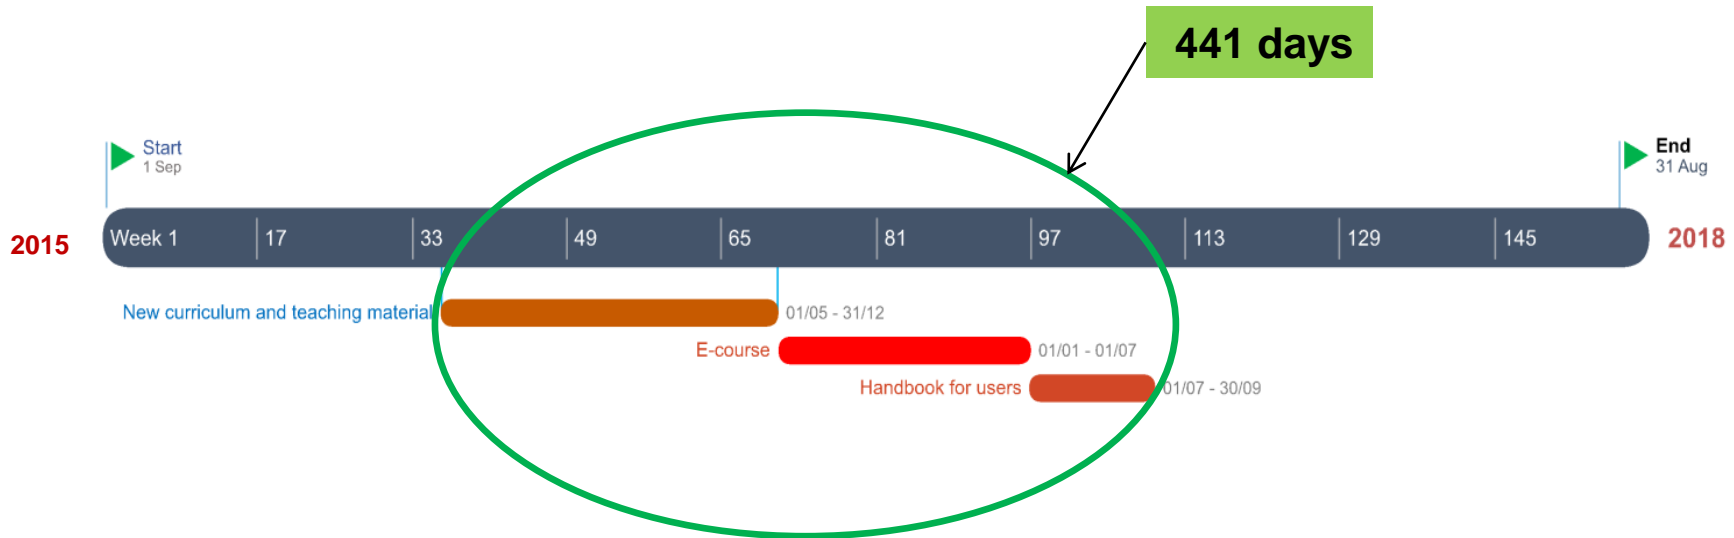 441 days
Start
1 Sep
End
31 Aug
2015
Week 1 17 33 49 65 81 97 113 129 145
2018
New curriculum and teaching material
01/05 - 31/12
E-course
01/01 - 01/07
Handbook for users
01/07 - 30/09